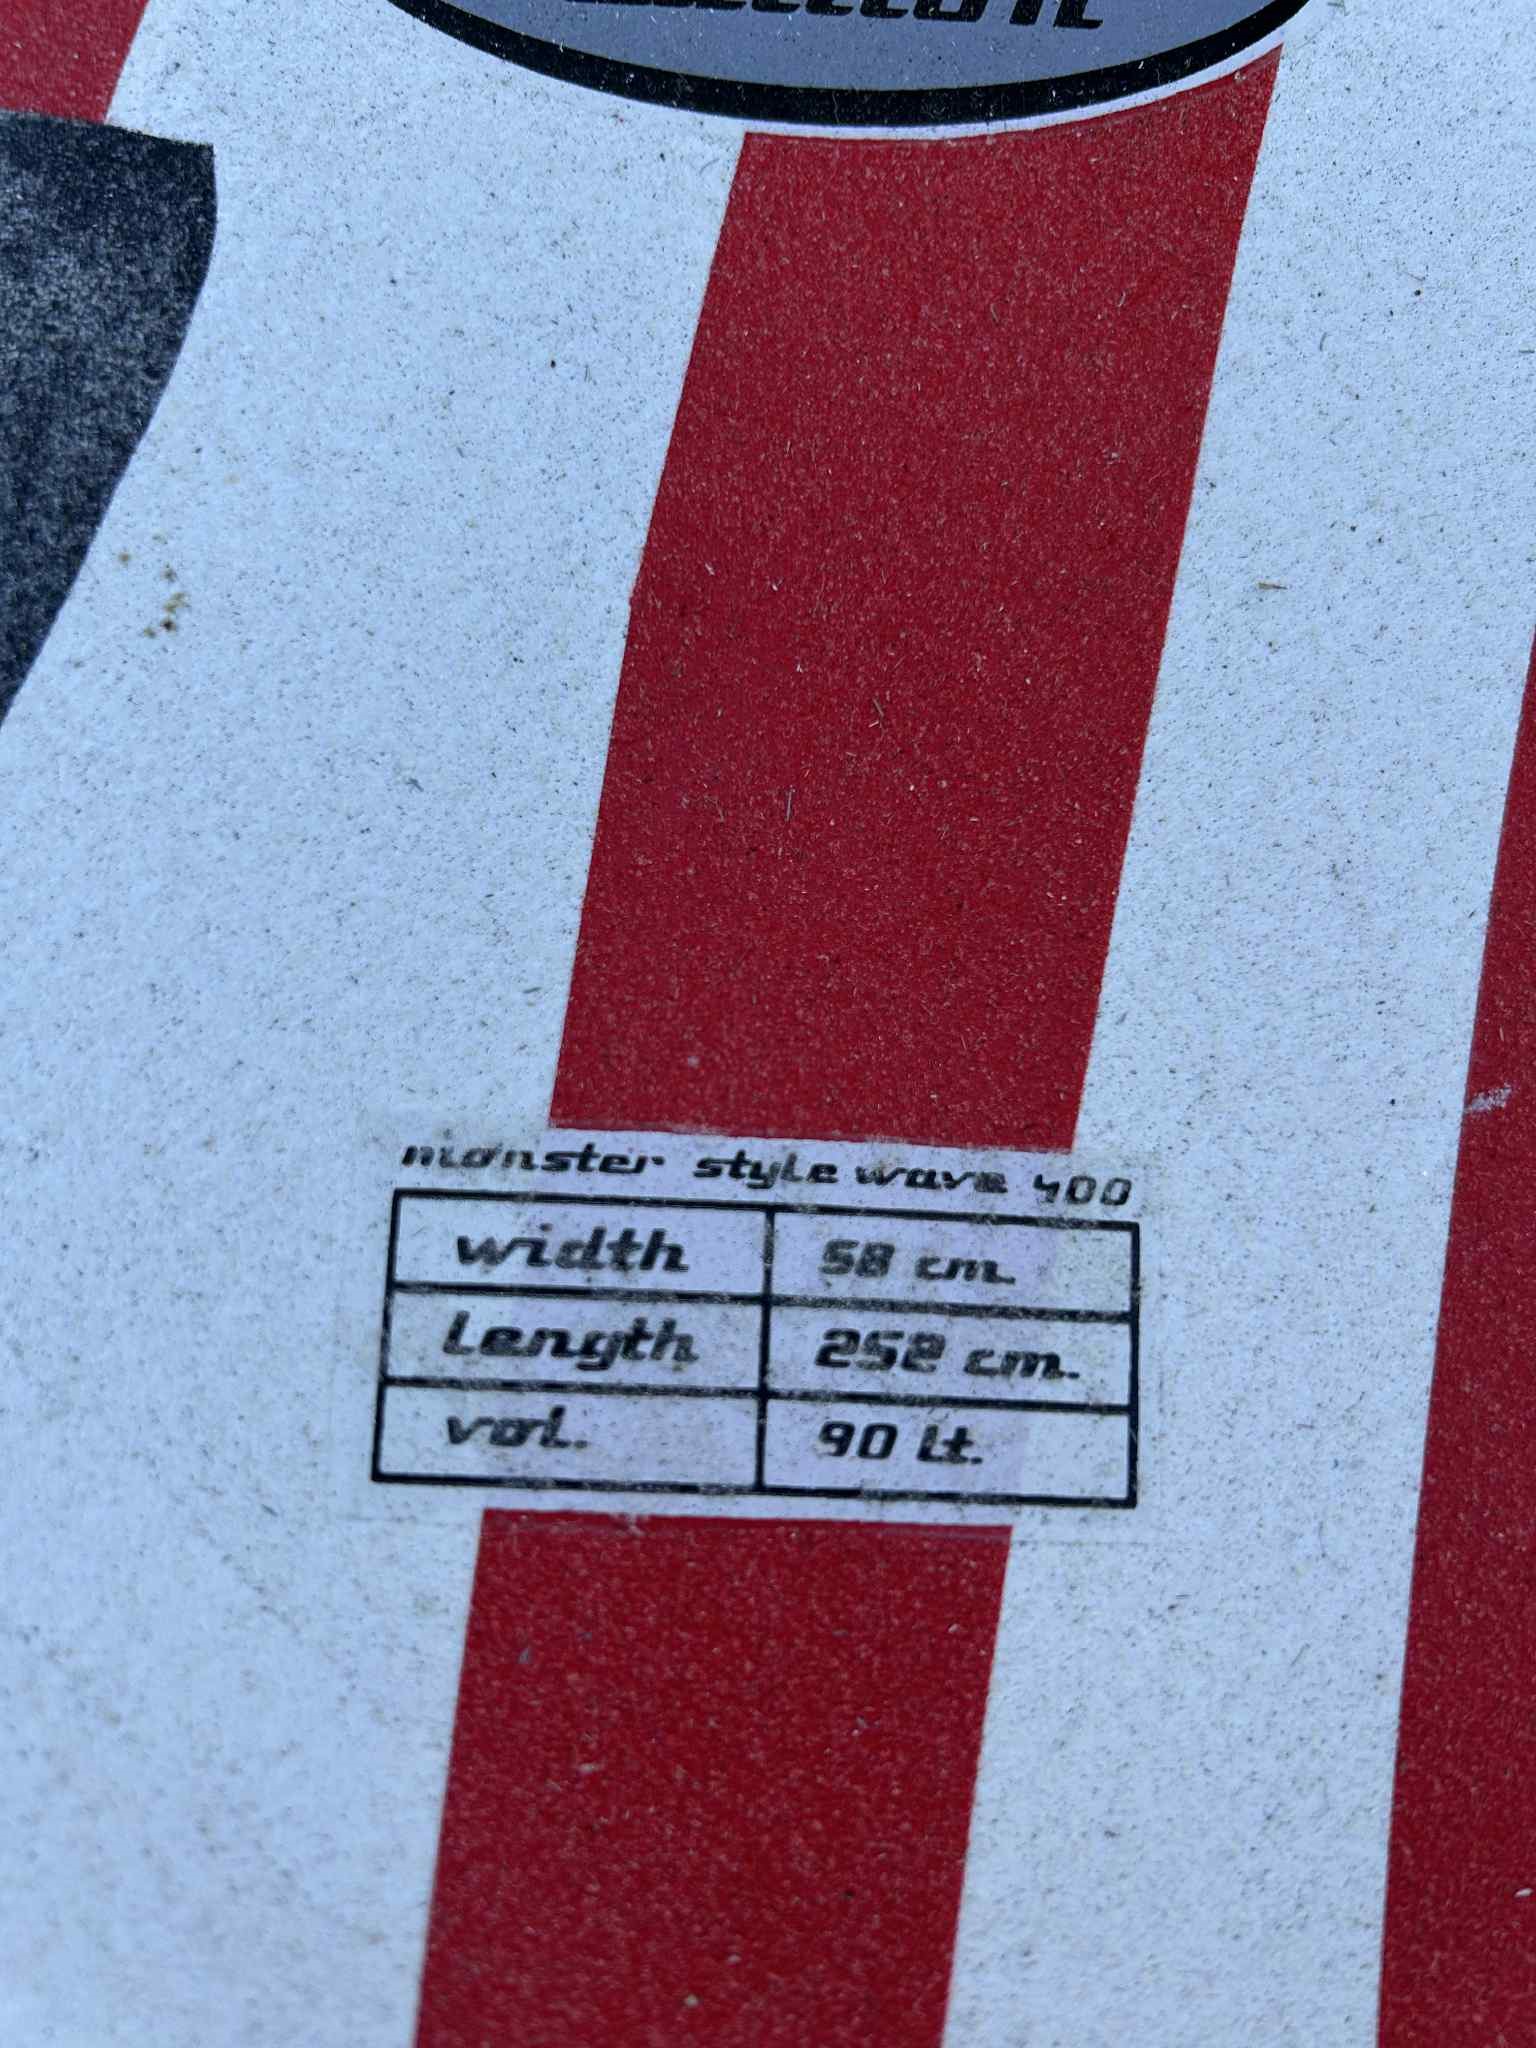 monster style wave 400
width 58 cm.
Length 252 cm.
vol. 90 Lt.